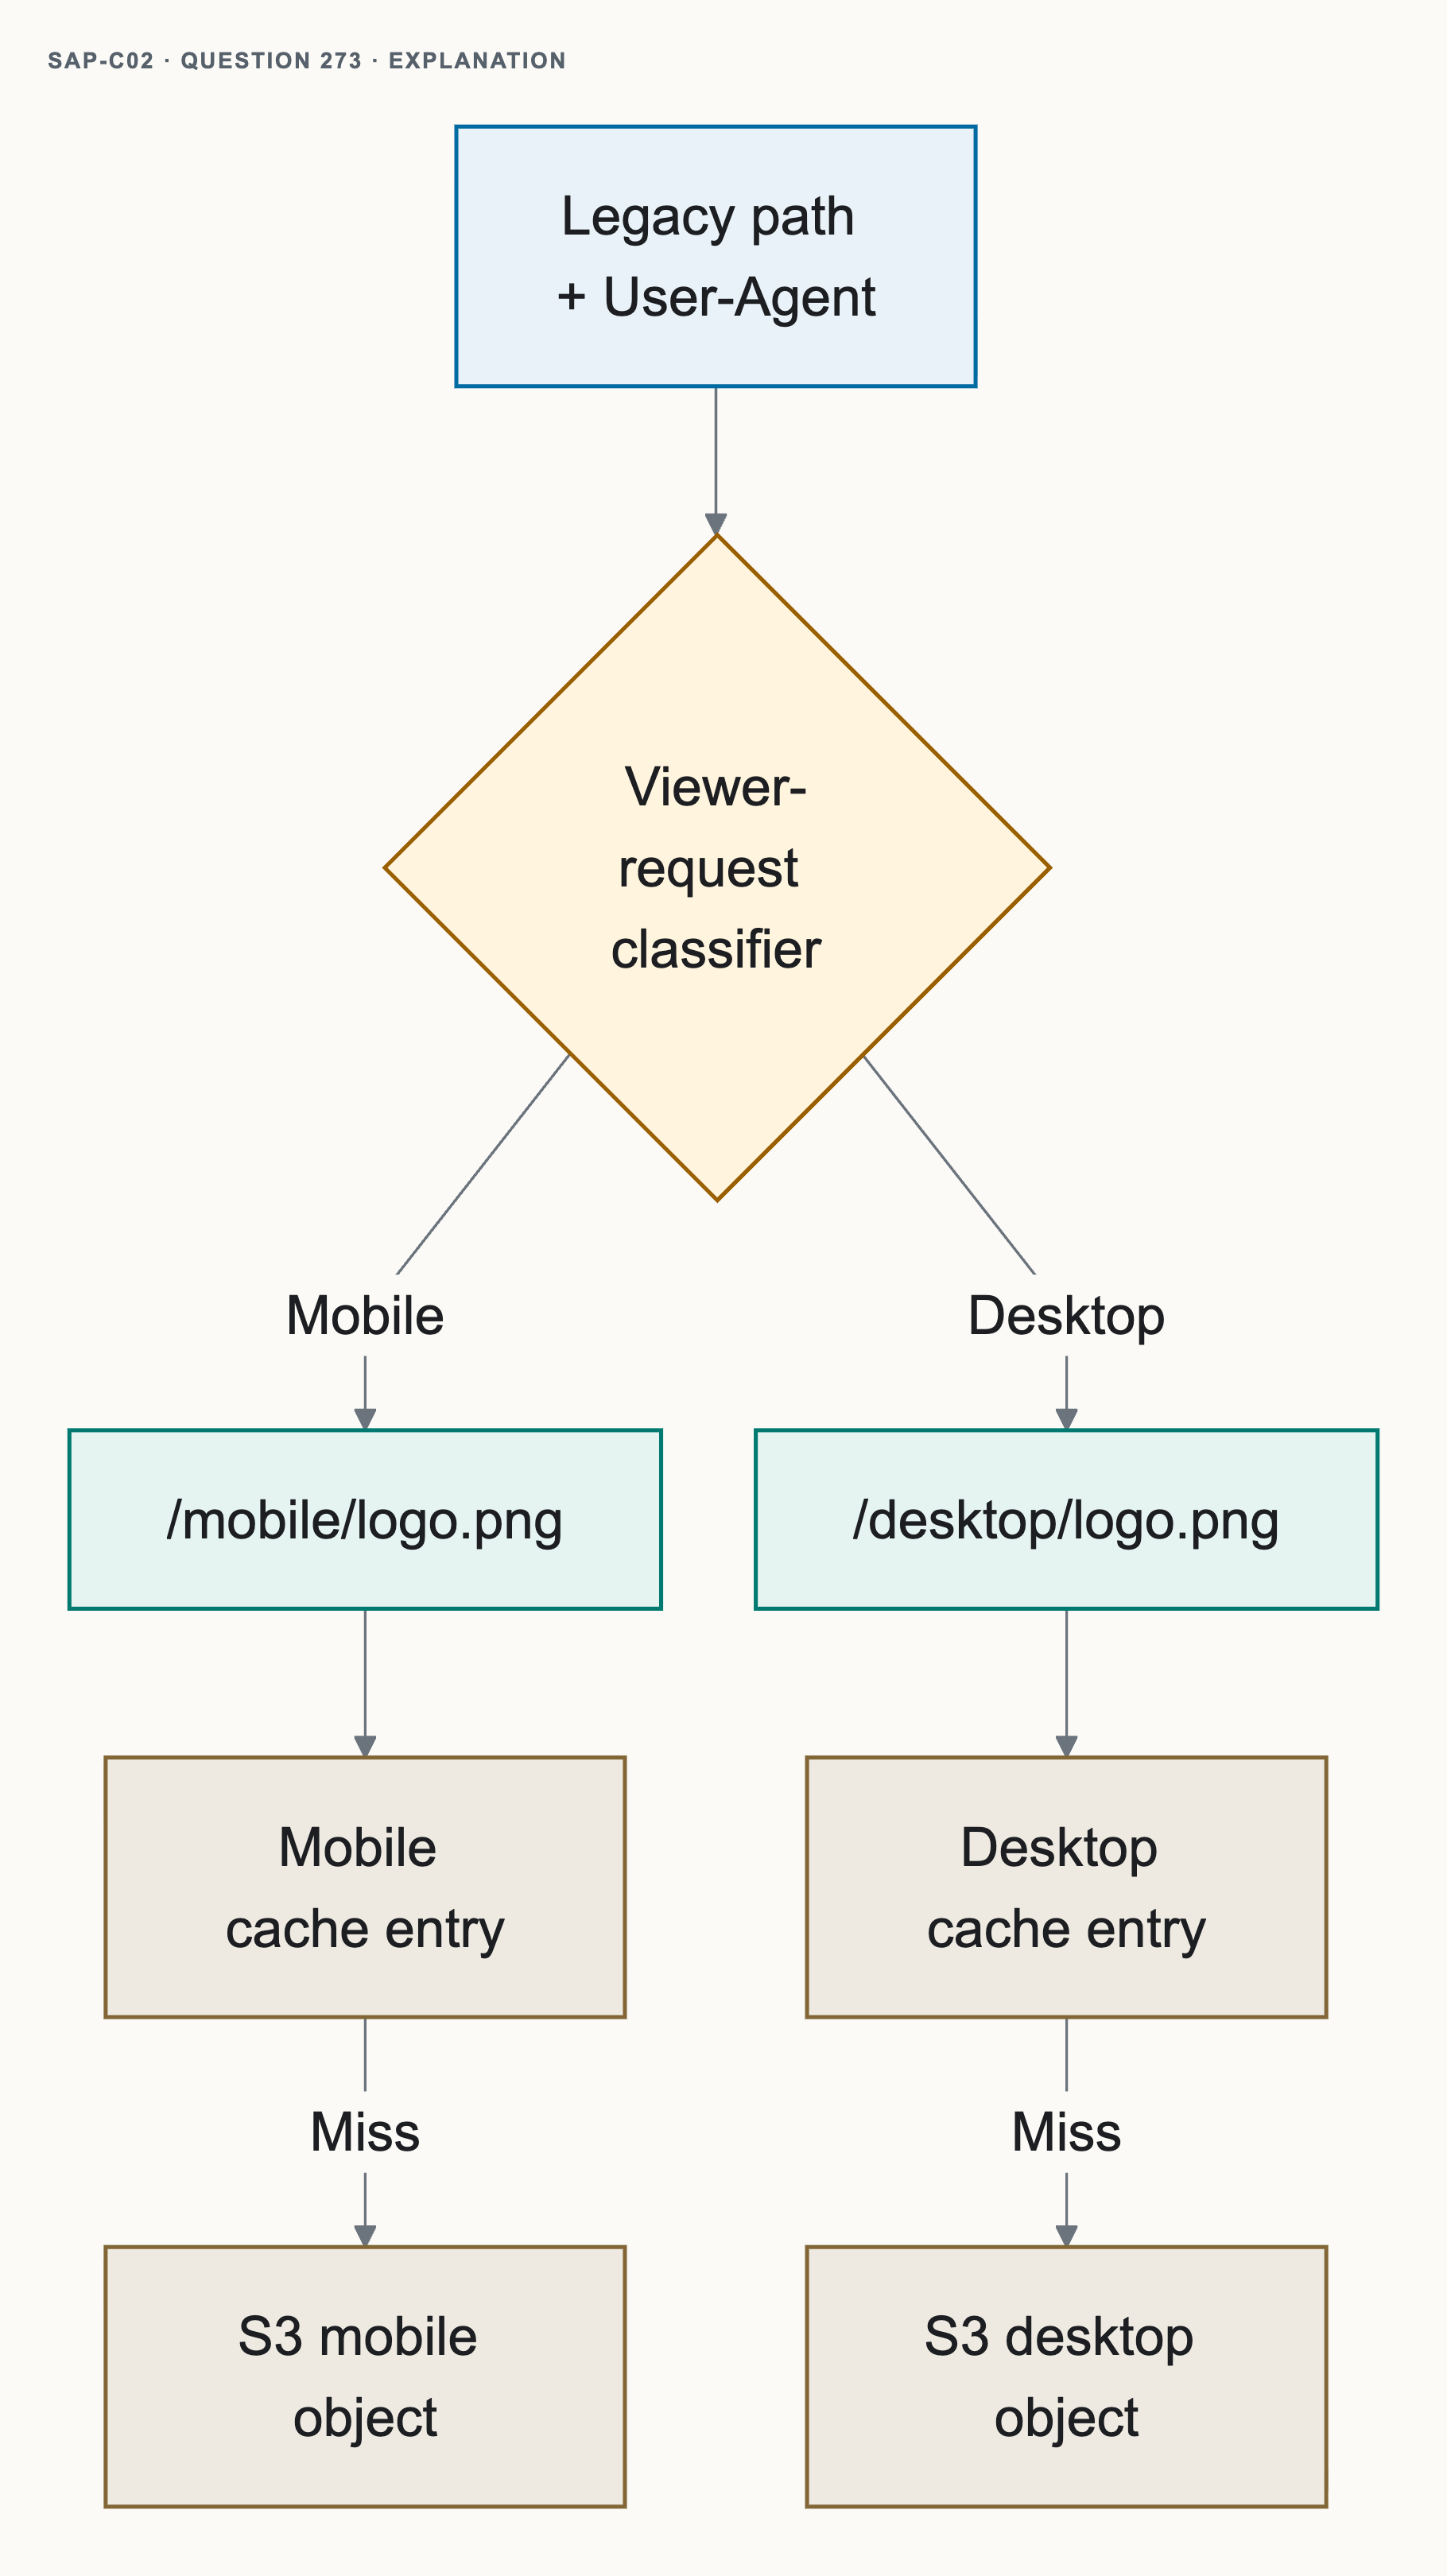 SAP-C02 · QUESTION 273 · EXPLANATION
Legacy path
+ User-Agent
Viewer-
request
classifier
Mobile
Desktop
/mobile/logo.png
/desktop/logo.png
Mobile
cache entry
Desktop
cache entry
Miss
Miss
S3 mobile
object
S3 desktop
object